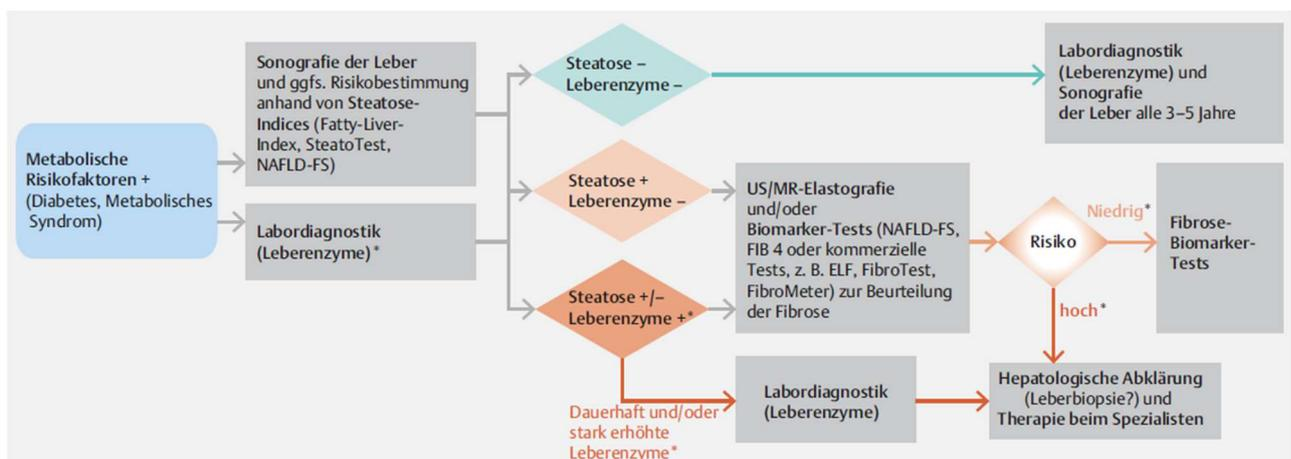 Metabolische
Risikofaktoren +
(Diabetes, Metabolisches
Syndrom)
Sonografie der Leber
und ggfs. Risikobestimmung
anhand von Steatose-
Indices (Fatty-Liver-
Index, SteatoTest,
NAFLD-FS)
Labordiagnostik
(Leberenzyme)*
Steatose –
Leberenzyme –
Steatose +
Leberenzyme –
Steatose +/–
Leberenzyme +*
Dauerhaft und/oder
stark erhöhte
Leberenzyme*
Labordiagnostik
(Leberenzyme) und
Sonografie
der Leber alle 3–5 Jahre
US/MR-Elastografie
und/oder
Biomarker-Tests (NAFLD-FS,
FIB 4 oder kommerzielle
Tests, z. B. ELF, FibroTest,
FibroMeter) zur Beurteilung
der Fibrose
Labordiagnostik
(Leberenzyme)
Risiko
Niedrig*
hoch*
Fibrose-
Biomarker-
Tests
Hepatologische Abklärung
(Leberbiopsie?) und
Therapie beim Spezialisten